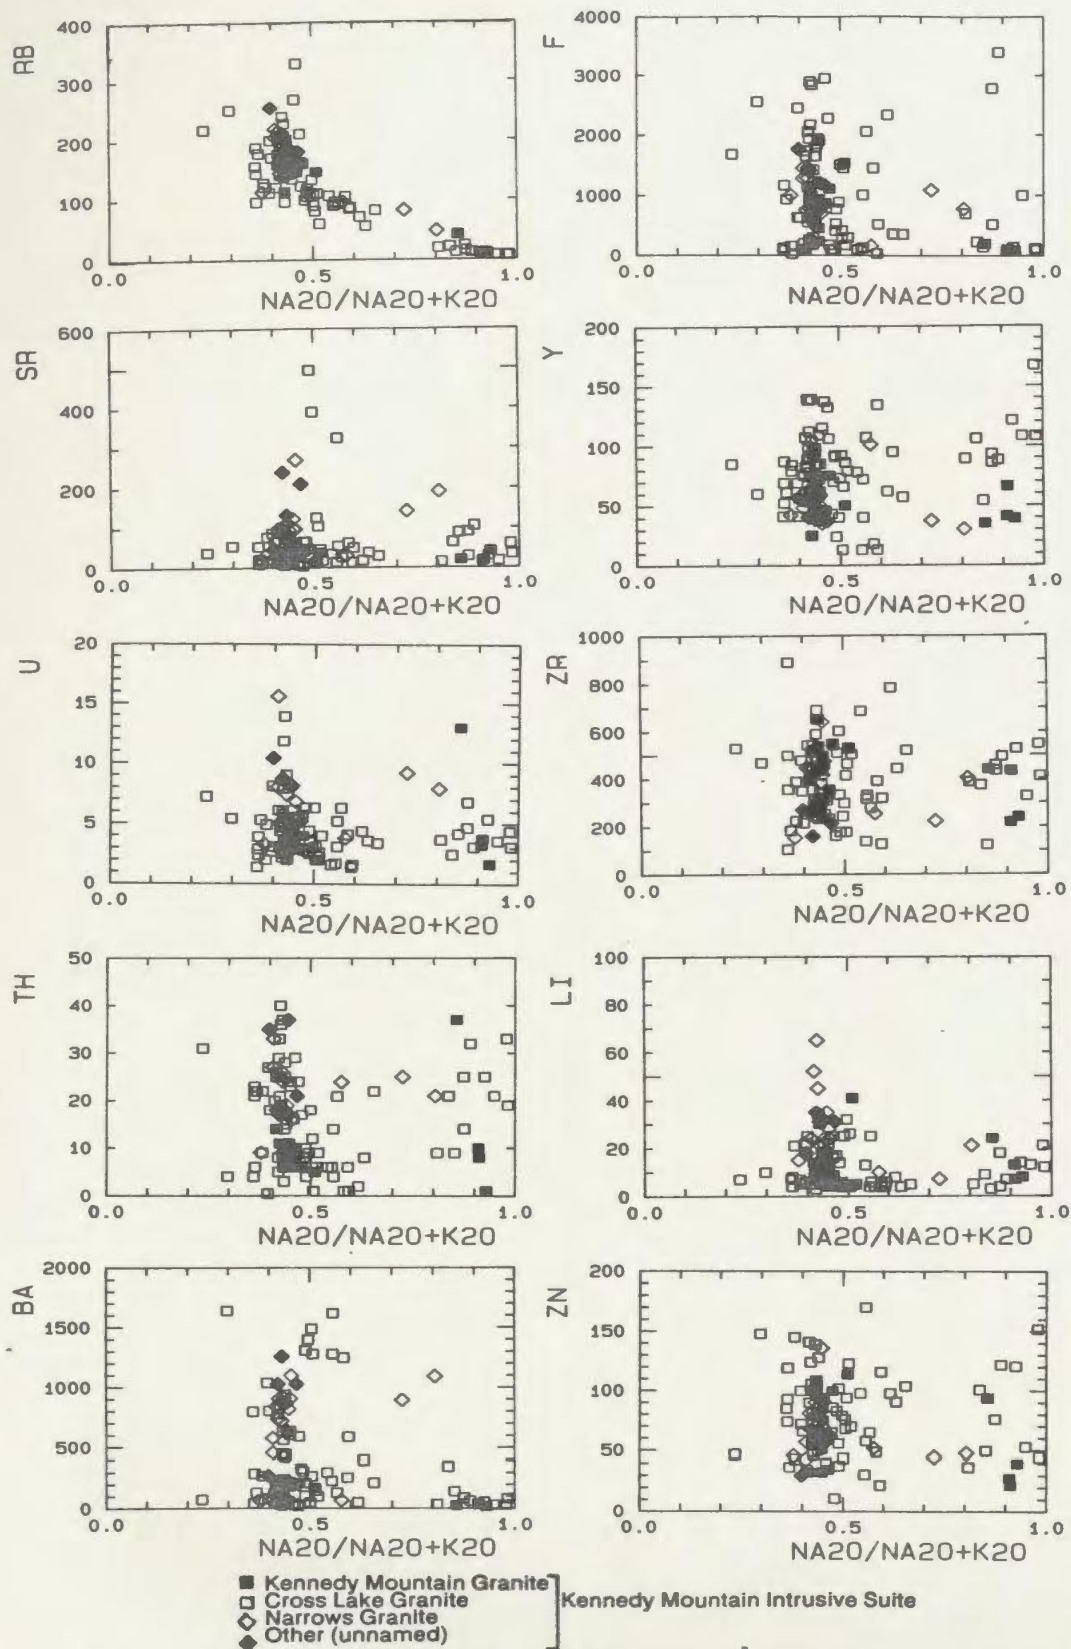 RB
400
300
200
100
0
0.0 0.5 1.0
NA2O/NA2O+K2O
F
4000
3000
2000
1000
0
0.0 0.5 1.0
NA2O/NA2O+K2O
SR
600
400
200
0
0.0 0.5 1.0
NA2O/NA2O+K2O
Y
200
150
100
50
0
0.0 0.5 1.0
NA2O/NA2O+K2O
U
20
15
10
5
0
0.0 0.5 1.0
NA2O/NA2O+K2O
ZR
1000
800
600
400
200
0
0.0 0.5 1.0
NA2O/NA2O+K2O
TH
50
40
30
20
10
0
0.0 0.5 1.0
NA2O/NA2O+K2O
LI
100
80
60
40
20
0
0.0 0.5 1.0
NA2O/NA2O+K2O
BA
2000
1500
1000
500
0
0.0 0.5 1.0
NA2O/NA2O+K2O
ZN
200
150
100
50
0
0.0 0.5 1.0
NA2O/NA2O+K2O
Kennedy Mountain Granite
Cross Lake Granite
Narrows Granite
Other (unnamed)
Kennedy Mountain Intrusive Suite